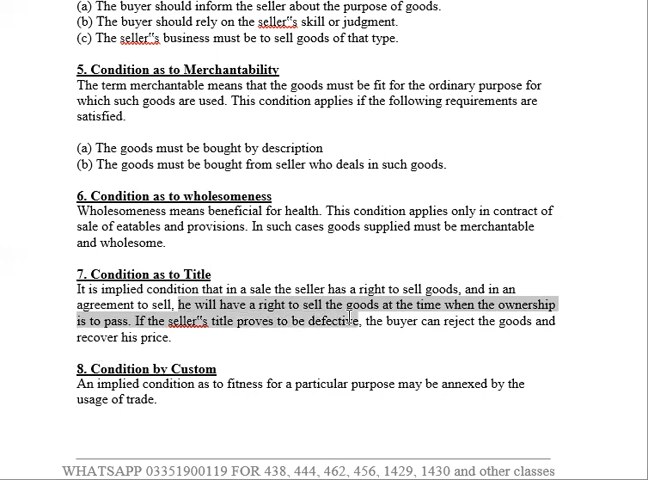 (a) The buyer should inform the seller about the purpose of goods.
(b) The buyer should rely on the seller"s skill or judgment.
(c) The seller"s business must be to sell goods of that type.
5. Condition as to Merchantability
The term merchantable means that the goods must be fit for the ordinary purpose for
which such goods are used. This condition applies if the following requirements are
satisfied.
(a) The goods must be bought by description
(b) The goods must be bought from seller who deals in such goods.
6. Condition as to wholesomeness
Wholesomeness means beneficial for health. This condition applies only in contract of
sale of eatables and provisions. In such cases goods supplied must be merchantable
and wholesome.
7. Condition as to Title
It is implied condition that in a sale the seller has a right to sell goods, and in an
agreement to sell, he will have a right to sell the goods at the time when the ownership
is to pass. If the seller"s title proves to be defective, the buyer can reject the goods and
recover his price.
8. Condition by Custom
An implied condition as to fitness for a particular purpose may be annexed by the
usage of trade.
WHATSAPP 03351900119 FOR 438, 444, 462, 456, 1429, 1430 and other classes